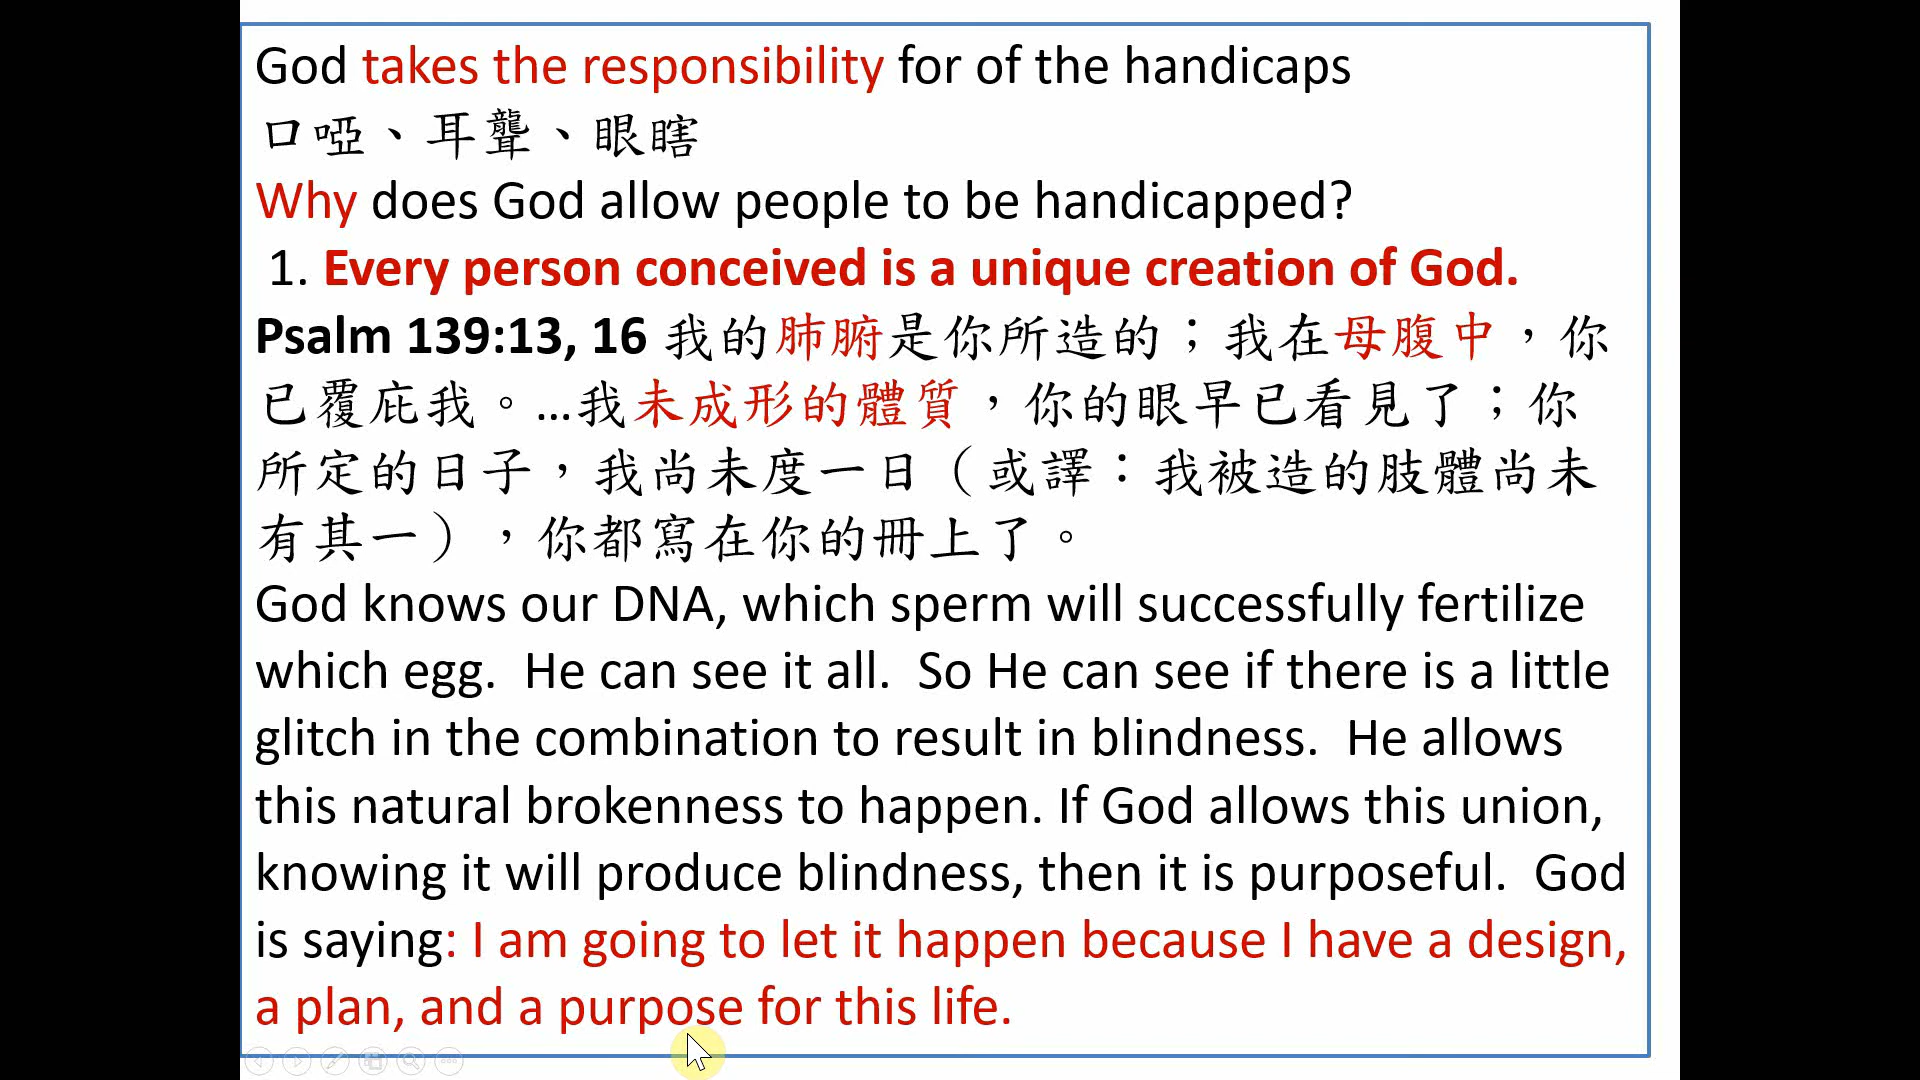 God takes the responsibility for of the handicaps
口啞、耳聾、眼瞎
Why does God allow people to be handicapped?
1. Every person conceived is a unique creation of God.
Psalm 139:13, 16 我的肺腑是你所造的；我在母腹中，你
已覆庇我。…我未成形的體質，你的眼早已看見了；你
所定的日子，我尚未度一日（或譯：我被造的肢體尚未
有其一），你都寫在你的冊上了。
God knows our DNA, which sperm will successfully fertilize
which egg.  He can see it all.  So He can see if there is a little
glitch in the combination to result in blindness.  He allows
this natural brokenness to happen. If God allows this union,
knowing it will produce blindness, then it is purposeful.  God
is saying: I am going to let it happen because I have a design,
a plan, and a purpose for this life.